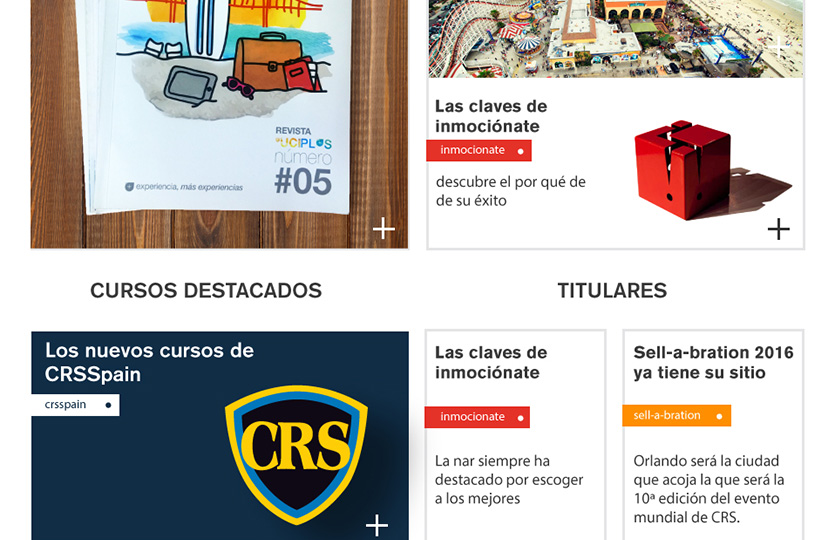 REVISTA
UCIPLUS
número
#05
experiencia, más experiencias
Las claves de
inmociónate
inmocionate
descubre el por qué de
de su éxito
CURSOS DESTACADOS
TITULARES
Los nuevos cursos de
CRSSpain
crsspain
CRS
Las claves de
inmociónate
inmocionate
La nar siempre ha
destacado por escoger
a los mejores
Sell-a-bration 2016
ya tiene su sitio
sell-a-bration
Orlando será la ciudad
que acoja la que será la
10ª edición del evento
mundial de CRS.